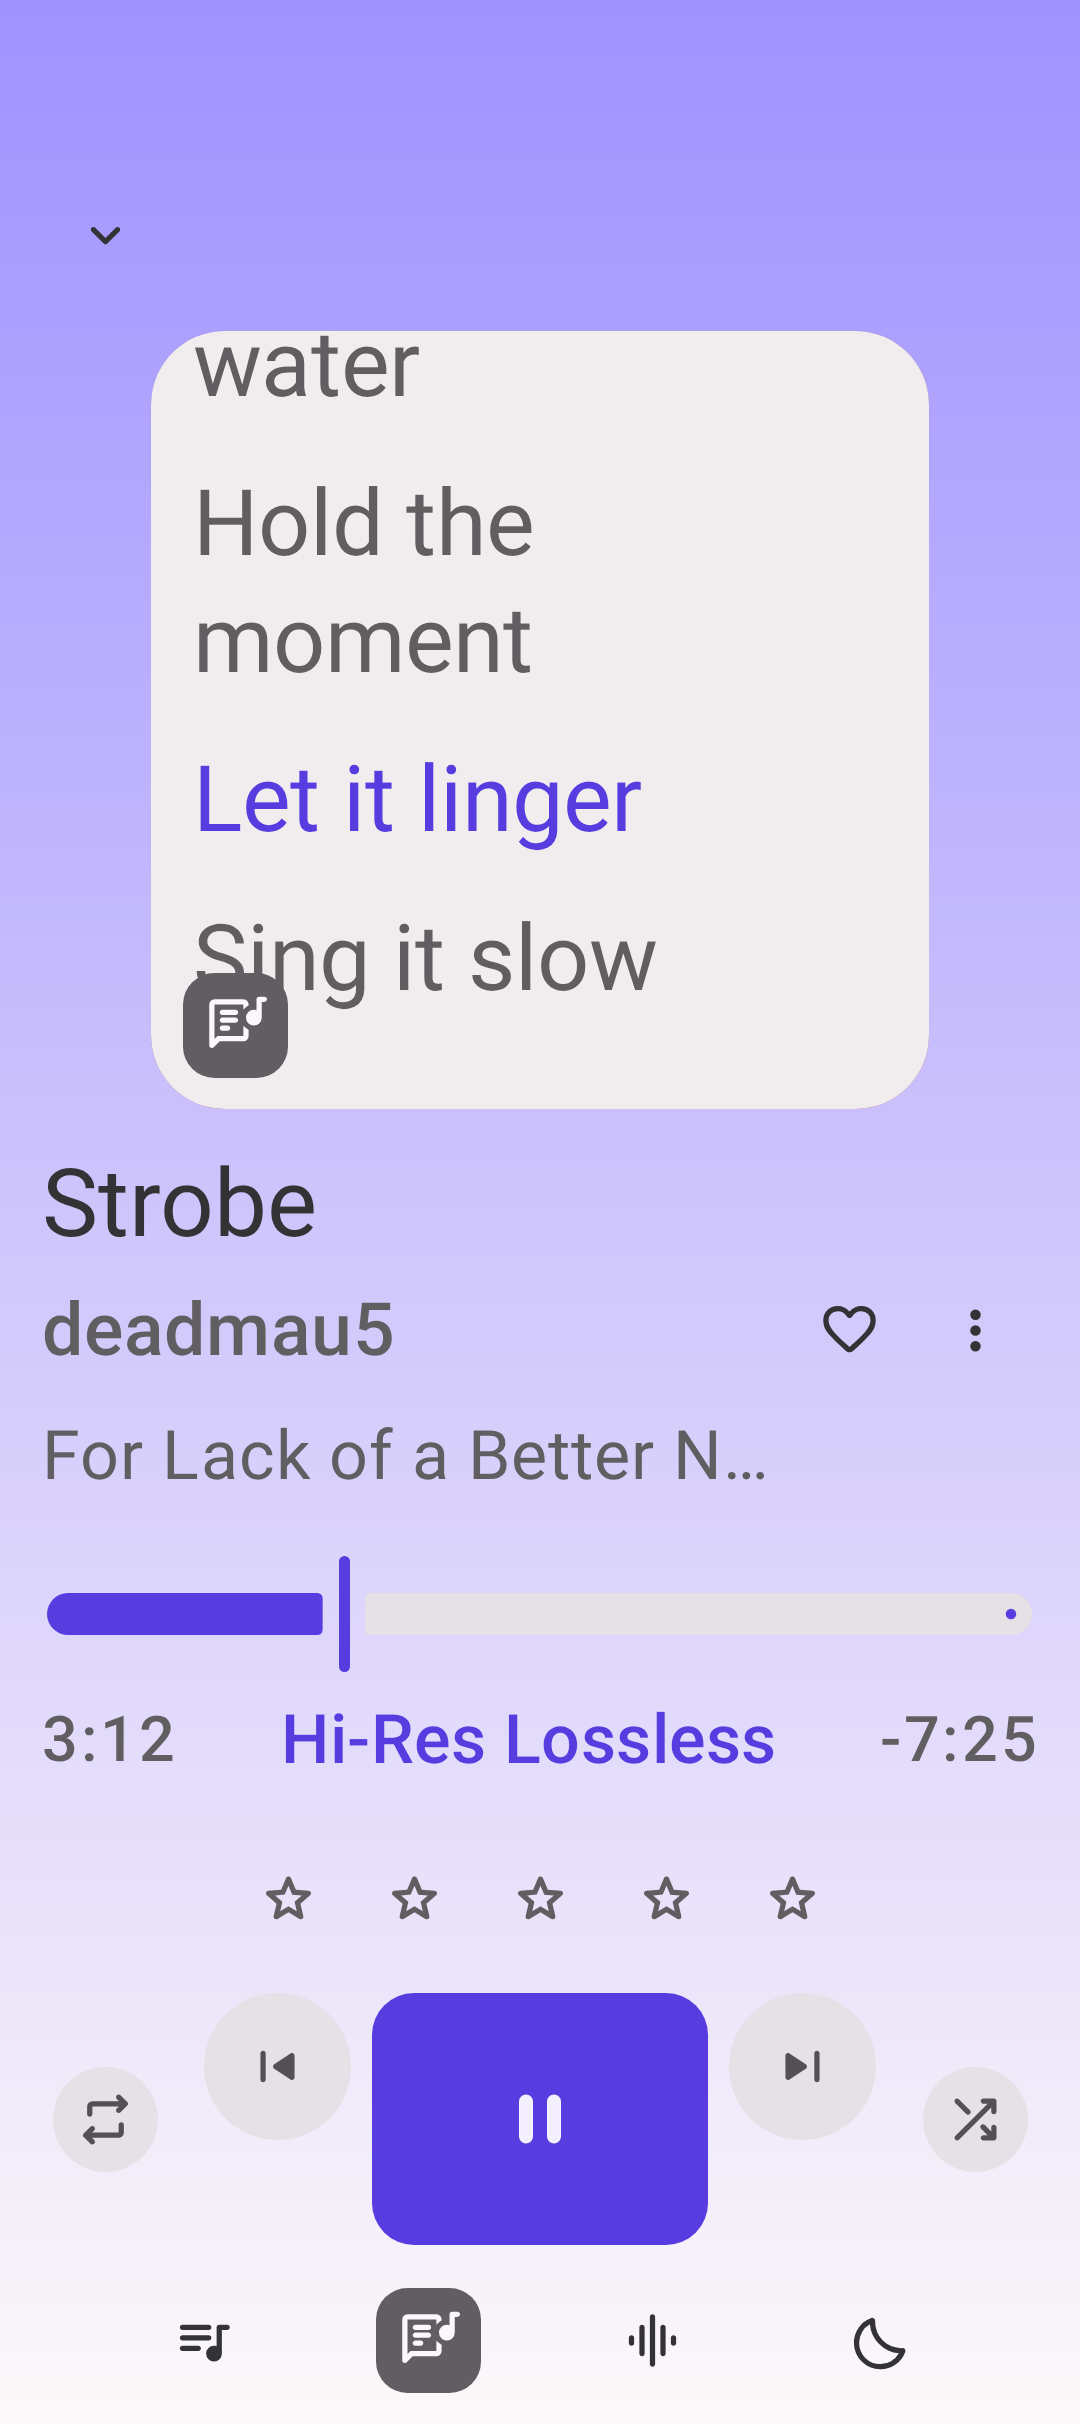 water
Hold the
moment
Let it linger
Sing it slow
Strobe
deadmau5
For Lack of a Better N…
3:12
Hi-Res Lossless
-7:25